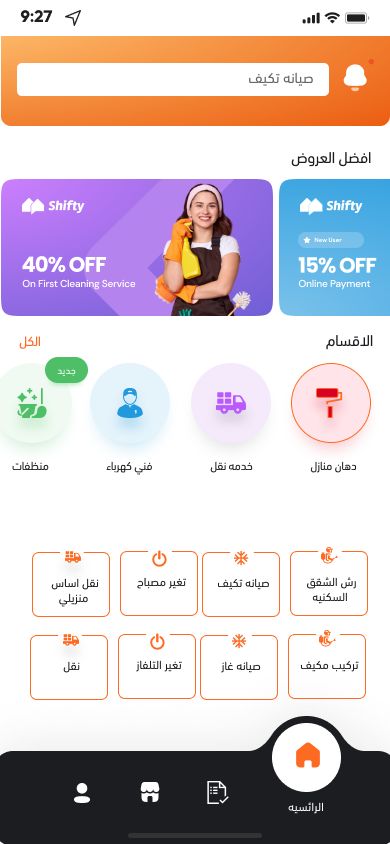 9:27
صيانه تكيف
افضل العروض
Shifty
40% OFF
On First Cleaning Service
Shifty
New User
15% OFF
Online Payment
الاقسام
الكل
جديد
دهان منازل
خدمه نقل
فني كهرباء
منظفات
رش الشقق
السكنيه
صيانه تكيف
تغير مصباح
نقل اساس
منزيلي
تركيب مكيف
صيانه غاز
تغير التلفاز
نقل
الرائسيه